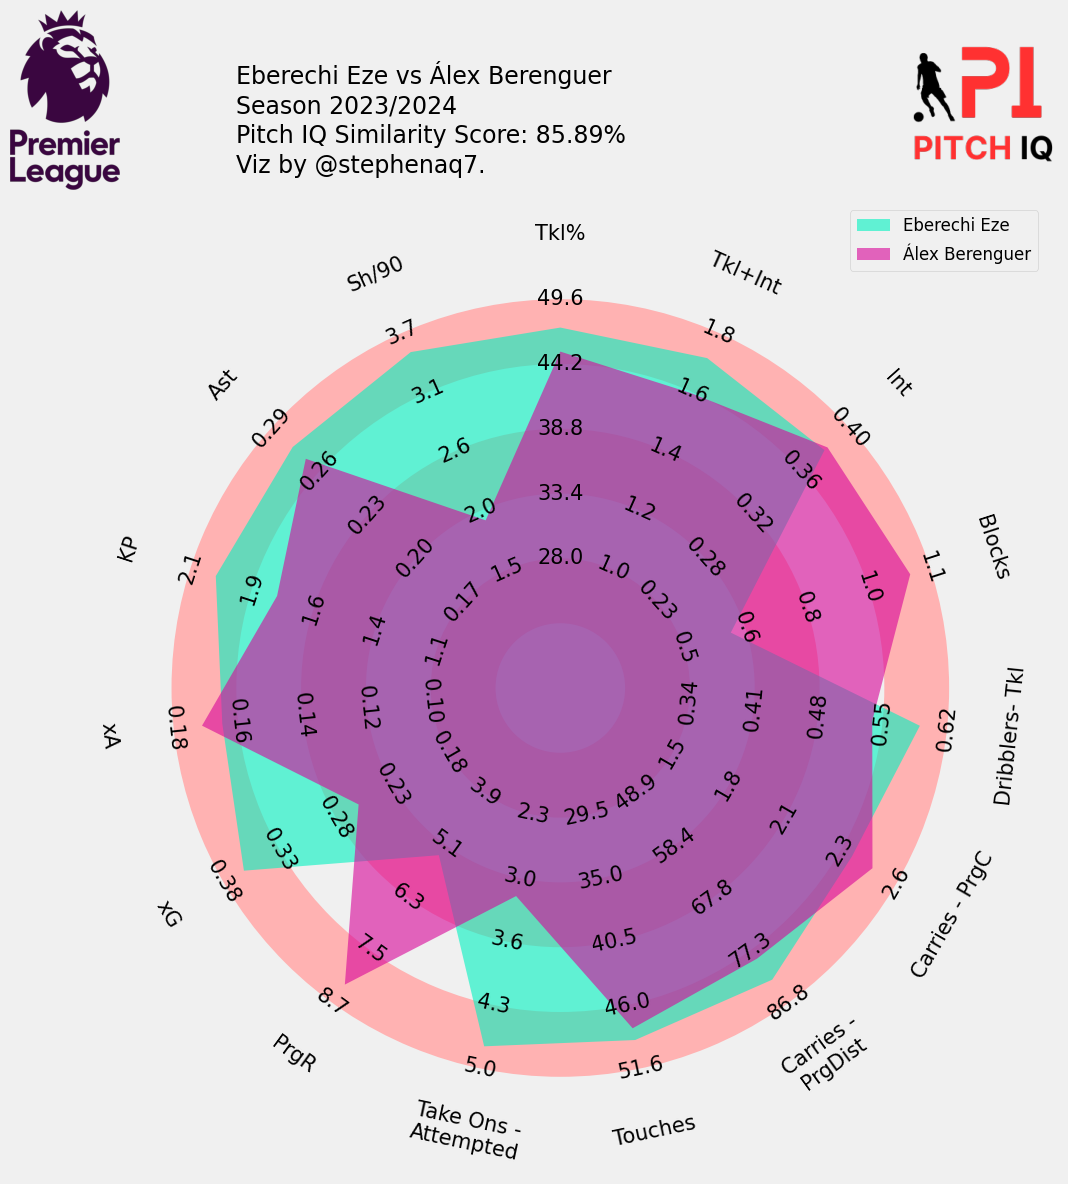 Premier
League
Eberechi Eze vs Álex Berenguer
Season 2023/2024
Pitch IQ Similarity Score: 85.89%
Viz by @stephenaq7.
PI
PITCH IQ
Eberechi Eze
Álex Berenguer
Tkl%
49.6
44.2
38.8
33.4
28.0
Tkl+Int
1.8
1.6
1.4
1.2
1.0
Int
0.40
0.36
0.32
0.28
0.23
Blocks
1.1
1.0
0.8
0.6
0.5
Dribblers- Tkl
0.62
0.55
0.48
0.41
0.34
Carries - PrgC
2.6
2.3
2.1
1.8
1.5
Carries -
PrgDist
86.8
77.3
67.8
58.4
48.9
Touches
51.6
46.0
40.5
35.0
29.5
Take Ons -
Attempted
5.0
4.3
3.6
3.0
2.3
PrgR
8.7
7.5
6.3
5.1
3.9
xG
0.38
0.33
0.28
0.23
0.18
xA
0.18
0.16
0.14
0.12
0.10
KP
2.1
1.9
1.6
1.4
1.1
Ast
0.29
0.26
0.23
0.20
0.17
Sh/90
3.7
3.1
2.6
2.0
1.5